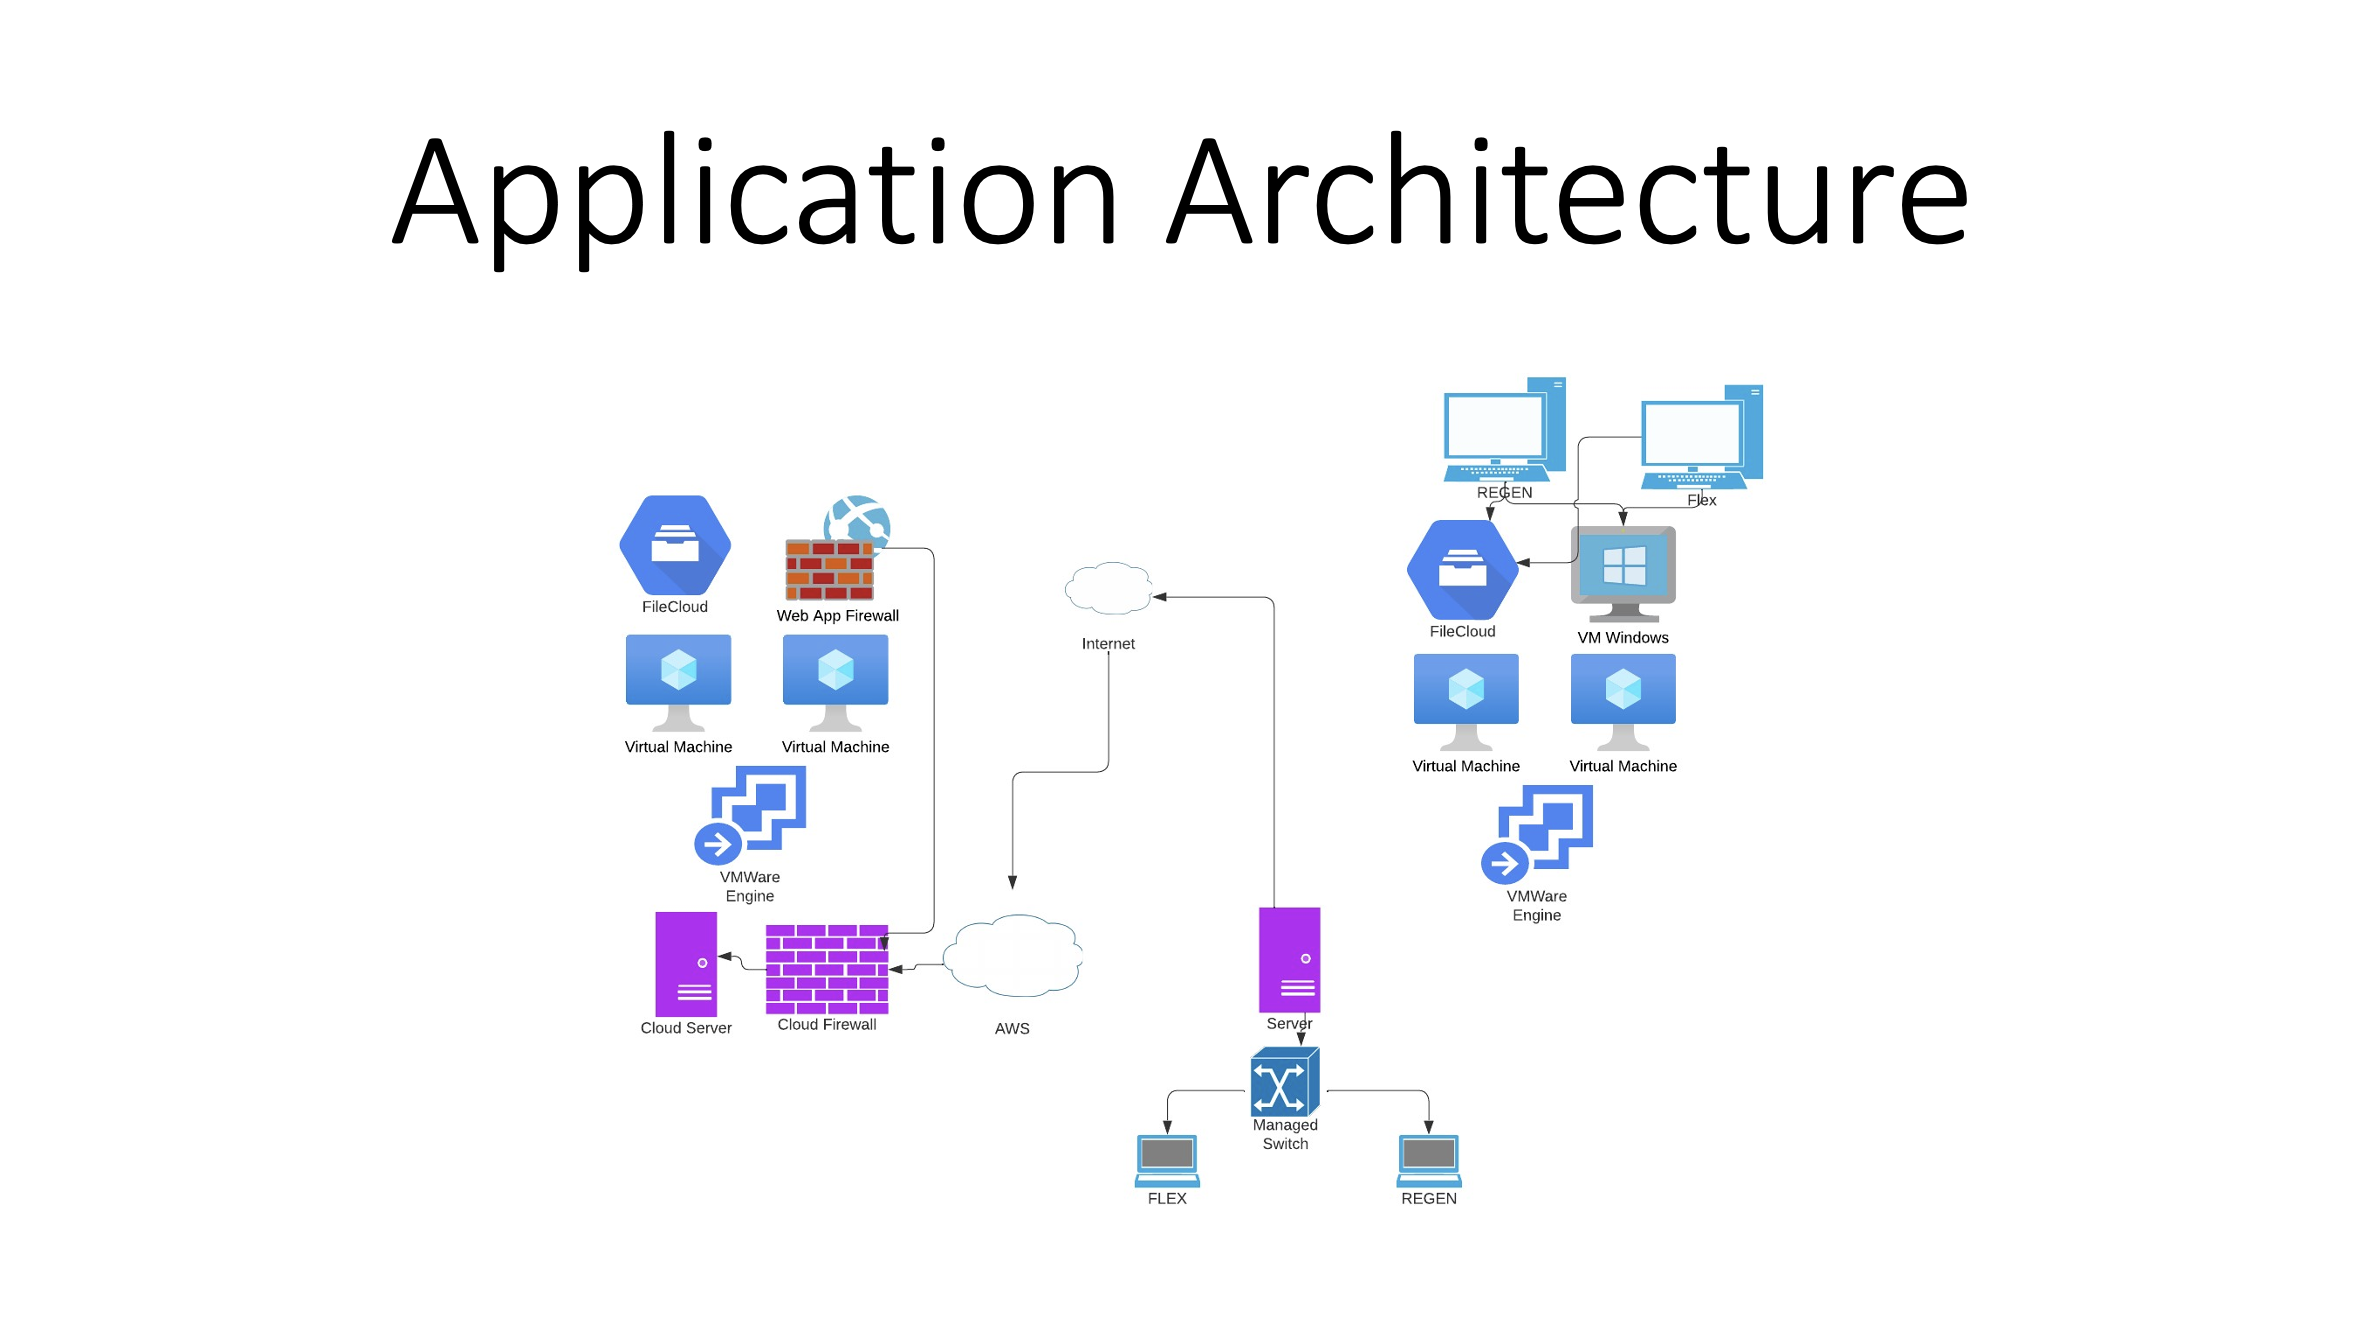 Application Architecture
REGEN
Flex
FileCloud
Web App Firewall
FileCloud
VM Windows
Internet
Virtual Machine
Virtual Machine
Virtual Machine
Virtual Machine
VMWare
Engine
VMWare
Engine
Cloud Server
Cloud Firewall
AWS
Server
Managed
Switch
FLEX
REGEN